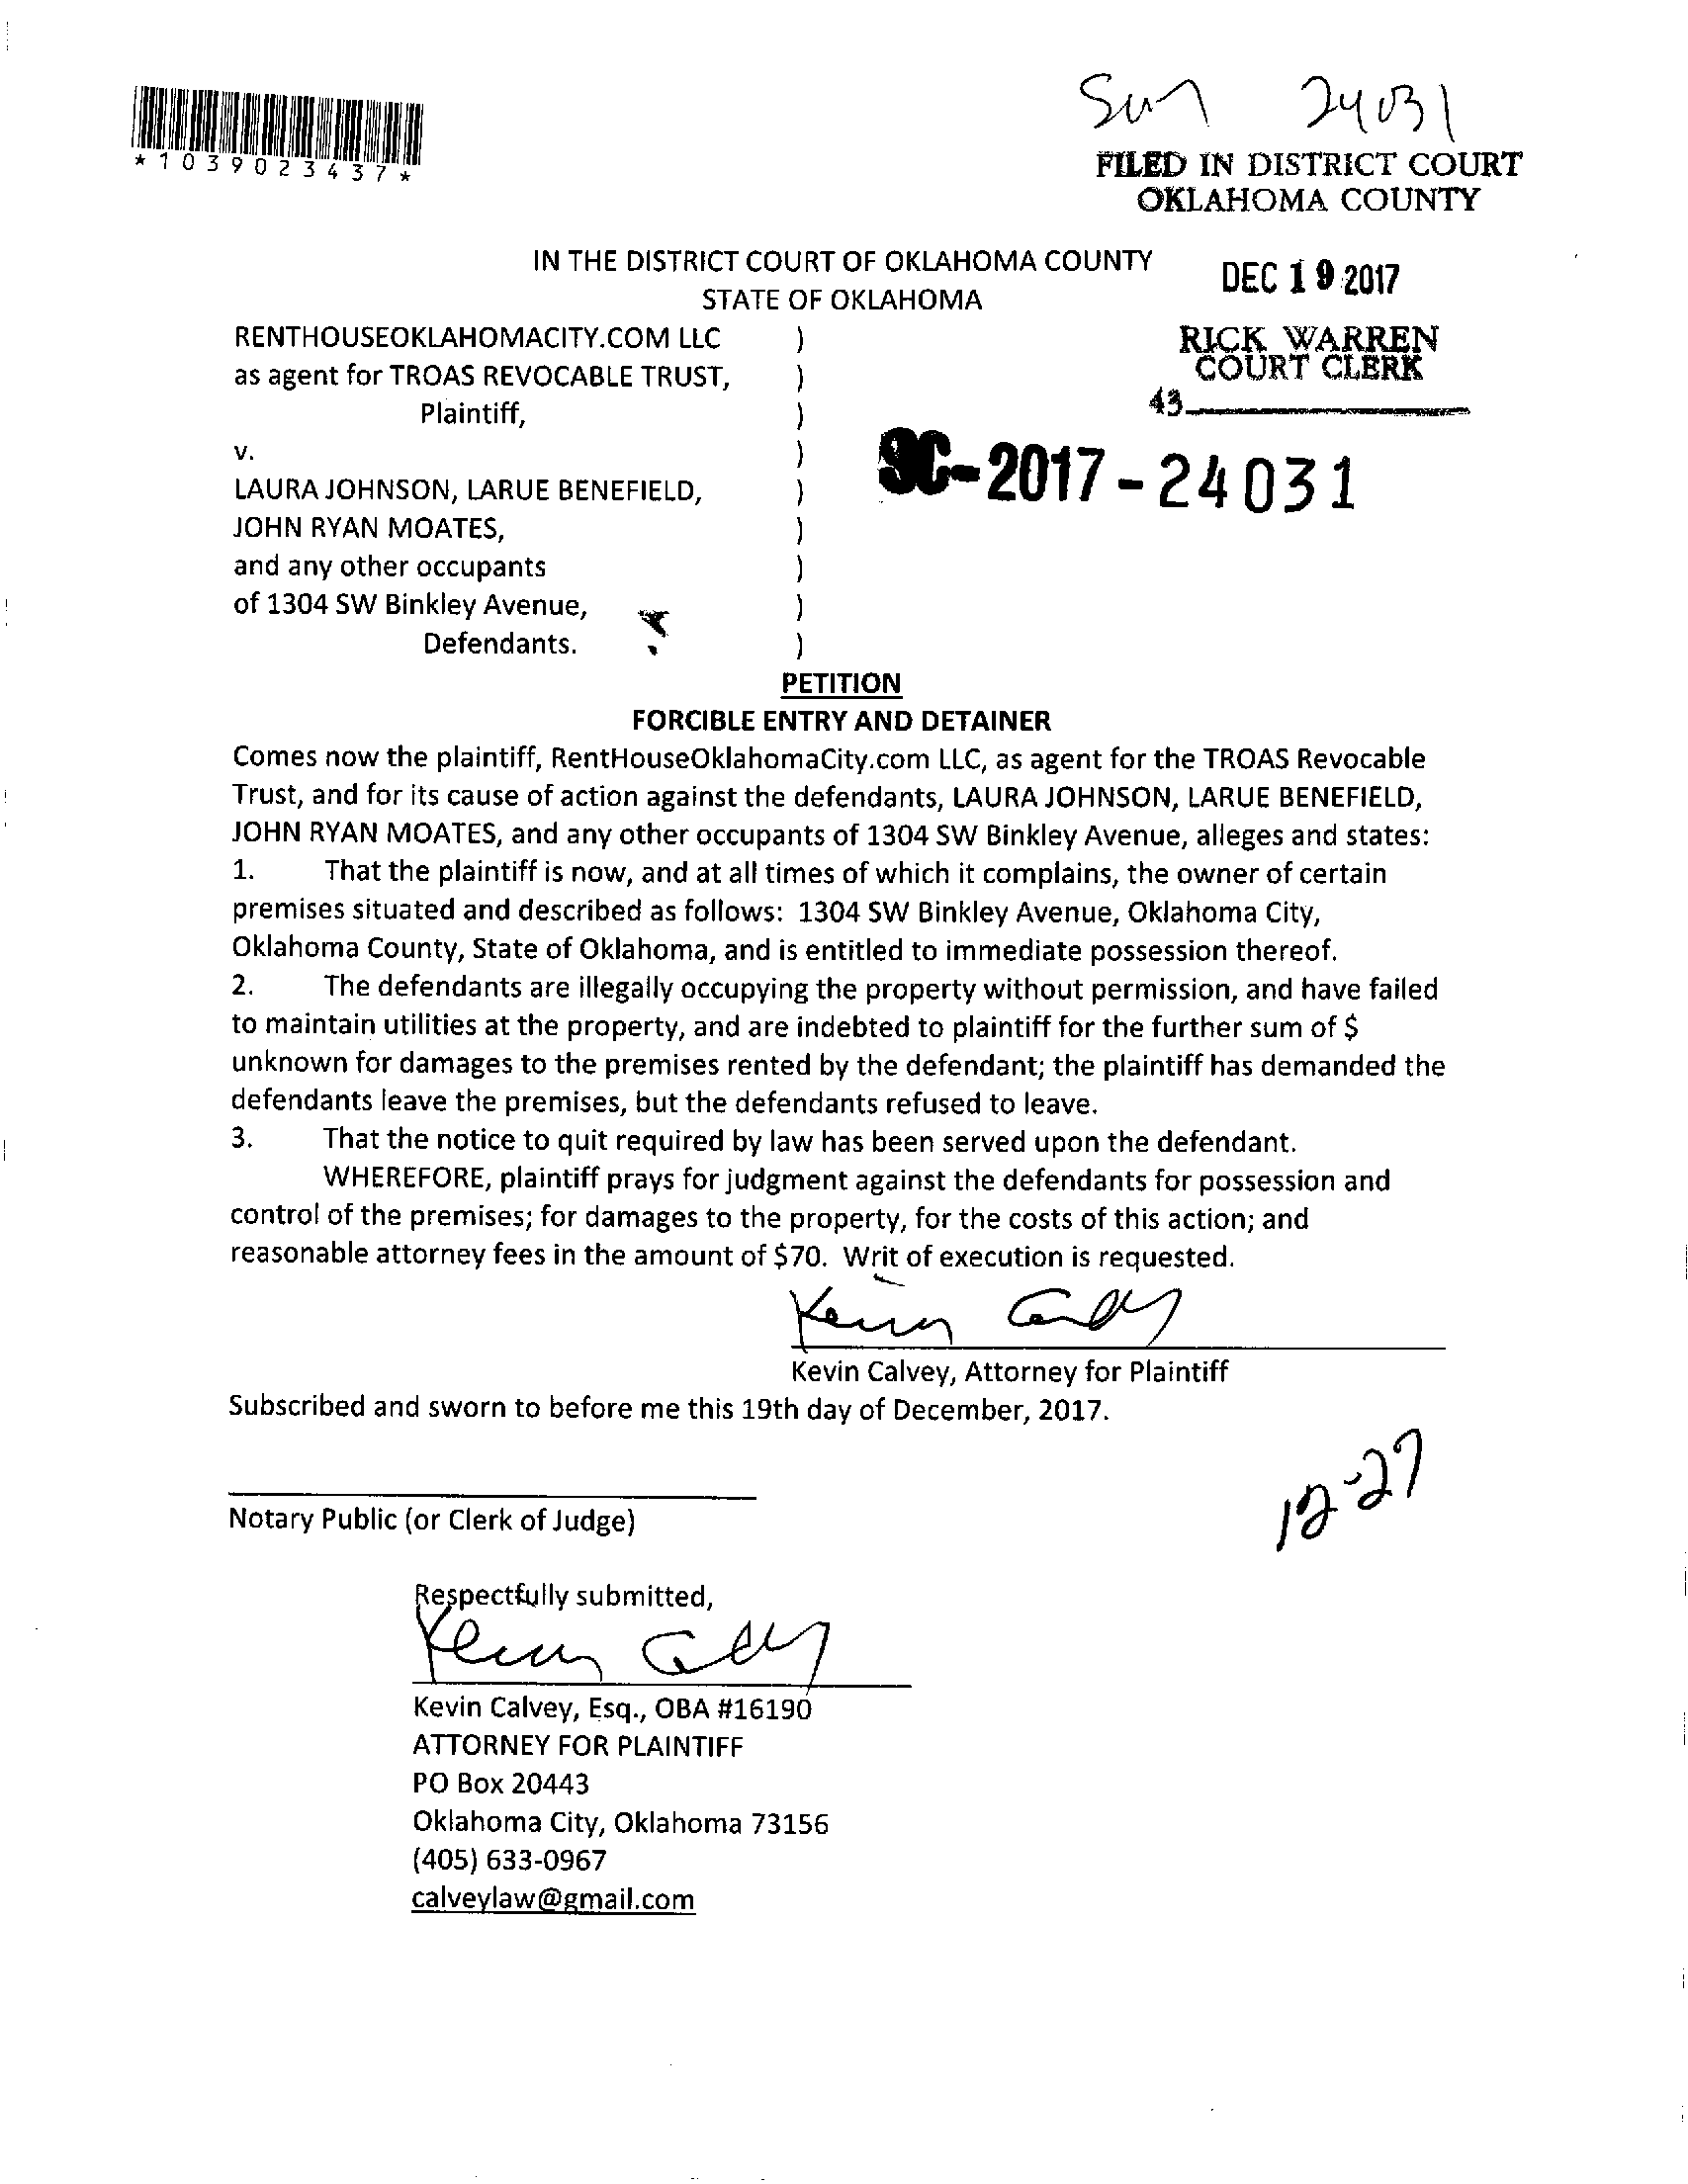 24031
*1039023437*
FILED IN DISTRICT COURT
OKLAHOMA COUNTY
IN THE DISTRICT COURT OF OKLAHOMA COUNTY
STATE OF OKLAHOMA
DEC 19 2017
RICK WARREN
COURT CLERK
43
RENTHOUSEOKLAHOMACITY.COM LLC )
as agent for TROAS REVOCABLE TRUST, )
Plaintiff, )
v. )
SC-2017-24031
LAURA JOHNSON, LARUE BENEFIELD, )
JOHN RYAN MOATES, )
and any other occupants )
of 1304 SW Binkley Avenue, )
Defendants. )
PETITION
FORCIBLE ENTRY AND DETAINER
Comes now the plaintiff, RentHouseOklahomaCity.com LLC, as agent for the TROAS Revocable
Trust, and for its cause of action against the defendants, LAURA JOHNSON, LARUE BENEFIELD,
JOHN RYAN MOATES, and any other occupants of 1304 SW Binkley Avenue, alleges and states:
1. That the plaintiff is now, and at all times of which it complains, the owner of certain
premises situated and described as follows: 1304 SW Binkley Avenue, Oklahoma City,
Oklahoma County, State of Oklahoma, and is entitled to immediate possession thereof.
2. The defendants are illegally occupying the property without permission, and have failed
to maintain utilities at the property, and are indebted to plaintiff for the further sum of $
unknown for damages to the premises rented by the defendant; the plaintiff has demanded the
defendants leave the premises, but the defendants refused to leave.
3. That the notice to quit required by law has been served upon the defendant.
WHEREFORE, plaintiff prays for judgment against the defendants for possession and
control of the premises; for damages to the property, for the costs of this action; and
reasonable attorney fees in the amount of $70. Writ of execution is requested.
Kevin Calvey, Attorney for Plaintiff
Subscribed and sworn to before me this 19th day of December, 2017.
12-27
Notary Public (or Clerk of Judge)
Respectfully submitted,
Kevin Calvey, Esq., OBA #16190
ATTORNEY FOR PLAINTIFF
PO Box 20443
Oklahoma City, Oklahoma 73156
(405) 633-0967
calveylaw@gmail.com